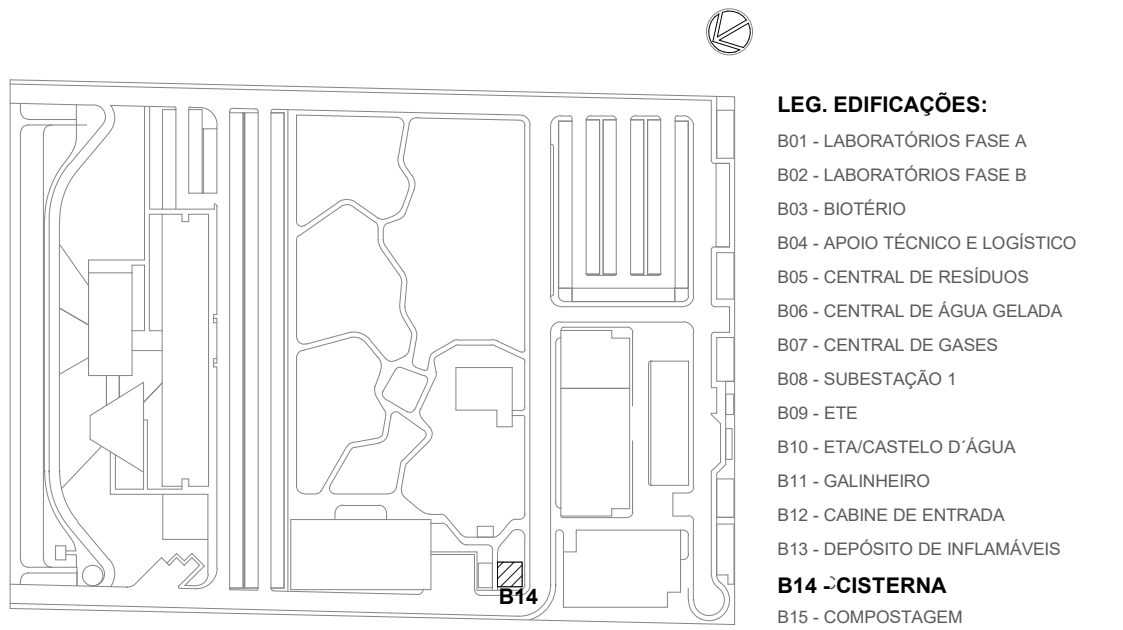 LEG. EDIFICAÇÕES:
B01 - LABORATÓRIOS FASE A
B02 - LABORATÓRIOS FASE B
B03 - BIOTÉRIO
B04 - APOIO TÉCNICO E LOGÍSTICO
B05 - CENTRAL DE RESÍDUOS
B06 - CENTRAL DE ÁGUA GELADA
B07 - CENTRAL DE GASES
B08 - SUBESTAÇÃO 1
B09 - ETE
B10 - ETA/CASTELO D´ÁGUA
B11 - GALINHEIRO
B12 - CABINE DE ENTRADA
B13 - DEPÓSITO DE INFLAMÁVEIS
B14 - CISTERNA
B15 - COMPOSTAGEM
B14